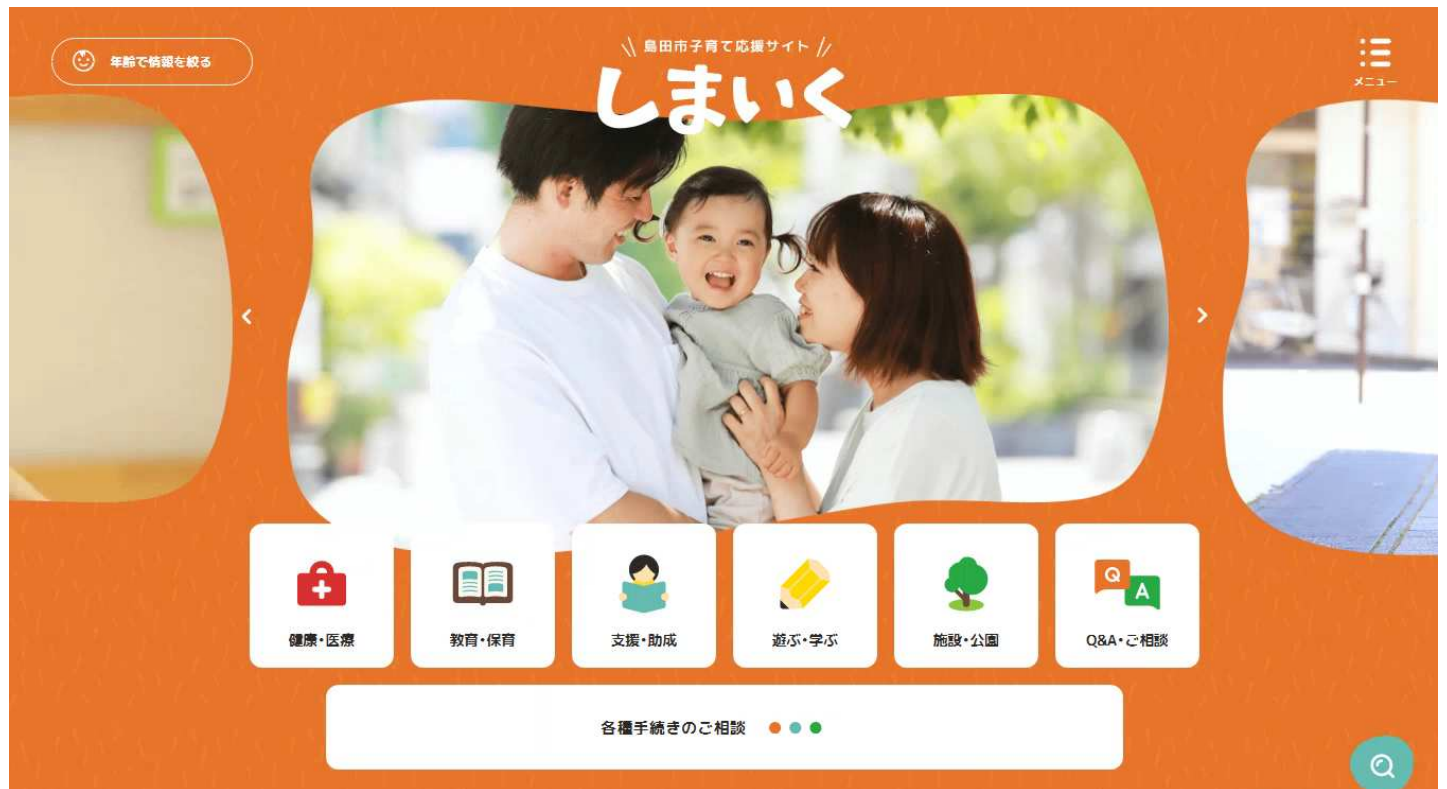 年齢で情報を絞る
島田市子育て応援サイト
しまいく
メニュー
健康・医療
教育・保育
支援・助成
遊ぶ・学ぶ
施設・公園
Q
A
Q&A・ご相談
各種手続きのご相談